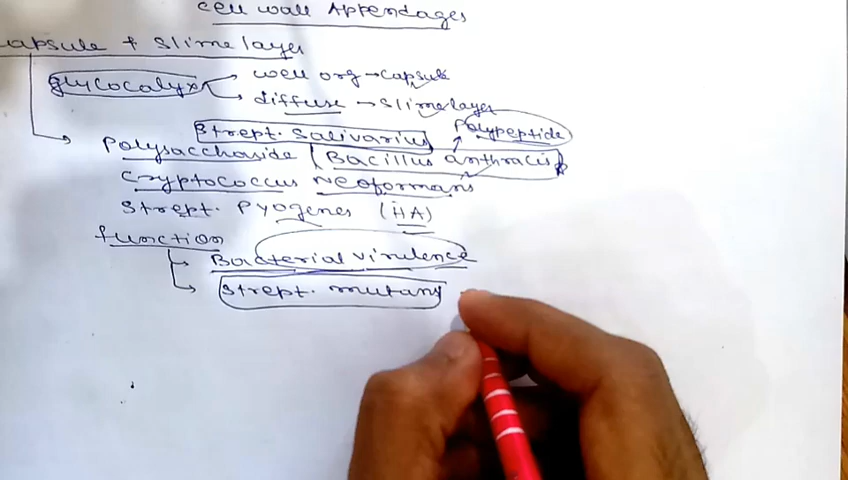 Cell wall Appendages
apsule + Slime layer
glycocalyx
well org → capsule
diffuse → Slime layer
Strept. Salivarius
Polypeptide
Polysaccharide (Bacillus anthracis)
Cryptococcus Neoformans
Strept. Pyogenes (HA)
function
Bacterial virulence
Strept. mutans